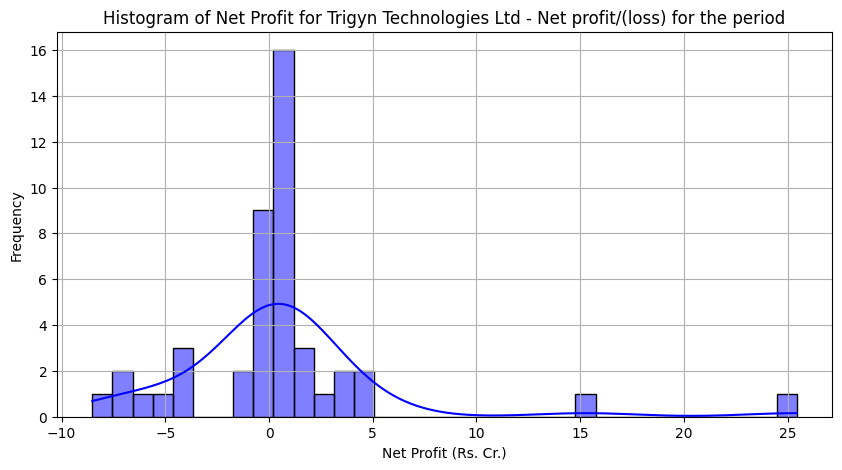 Histogram of Net Profit for Trigyn Technologies Ltd - Net profit/(loss) for the period
16
14
12
10
8
6
4
2
0
Frequency
−10 −5 0 5 10 15 20 25
Net Profit (Rs. Cr.)